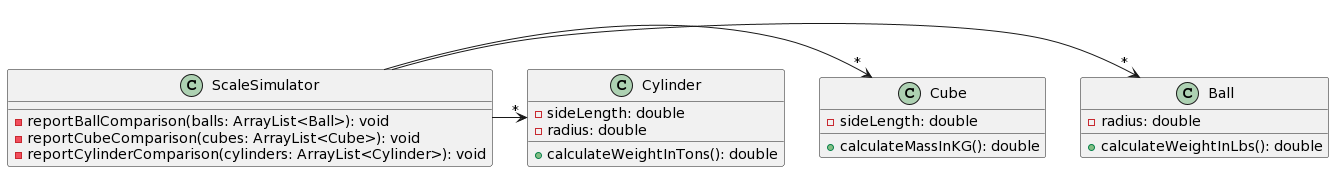 C ScaleSimulator
reportBallComparison(balls: ArrayList<Ball>): void
reportCubeComparison(cubes: ArrayList<Cube>): void
reportCylinderComparison(cylinders: ArrayList<Cylinder>): void
*
C Cylinder
sideLength: double
radius: double
calculateWeightInTons(): double
*
C Cube
sideLength: double
calculateMassInKG(): double
*
C Ball
radius: double
calculateWeightInLbs(): double